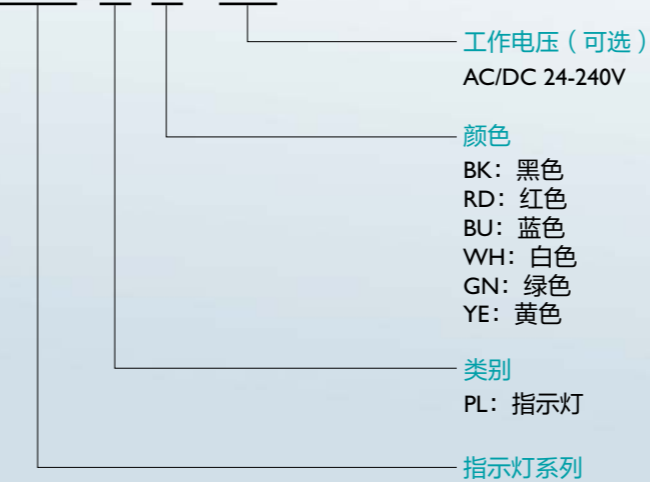 工作电压（可选）
AC/DC 24-240V
颜色
BK：黑色
RD：红色
BU：蓝色
WH：白色
GN：绿色
YE：黄色
类别
PL：指示灯
指示灯系列